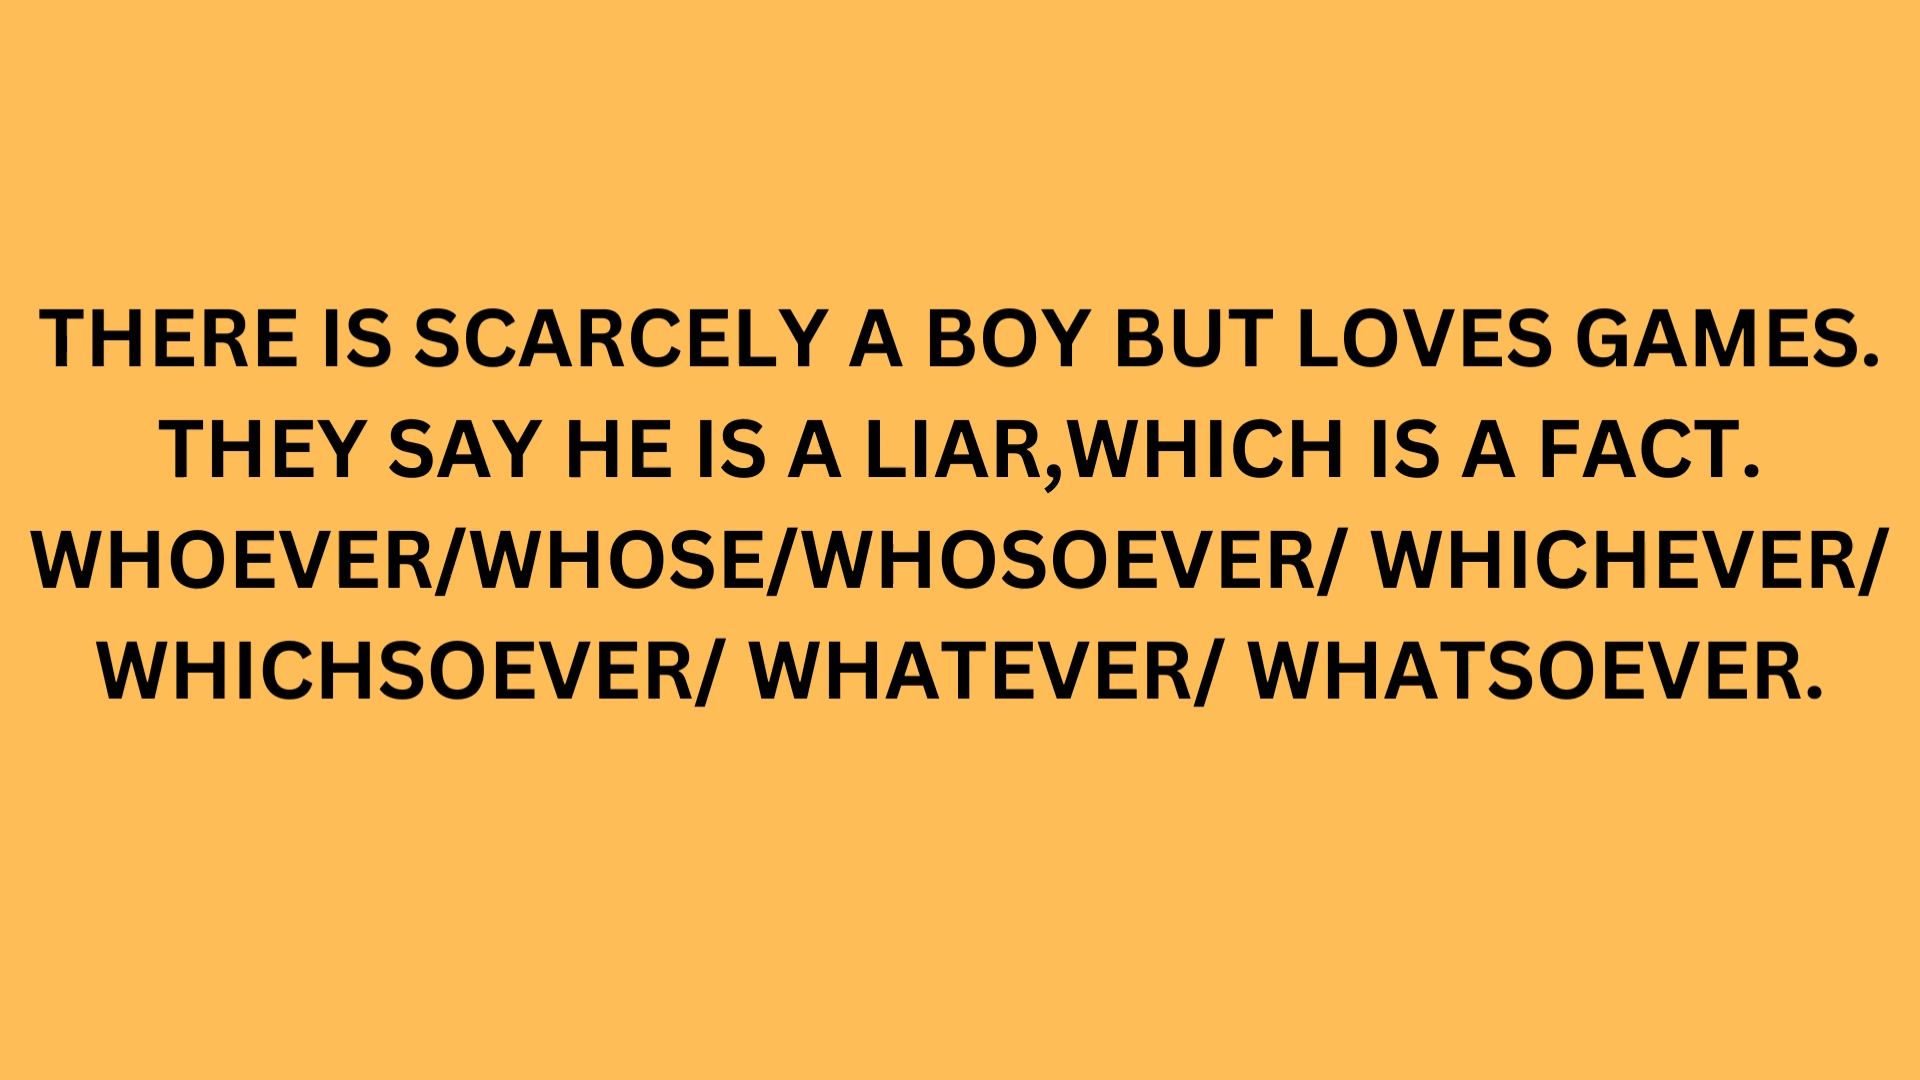 THERE IS SCARCELY A BOY BUT LOVES GAMES.
THEY SAY HE IS A LIAR,WHICH IS A FACT.
WHOEVER/WHOSE/WHOSOEVER/ WHICHEVER/
WHICHSOEVER/ WHATEVER/ WHATSOEVER.